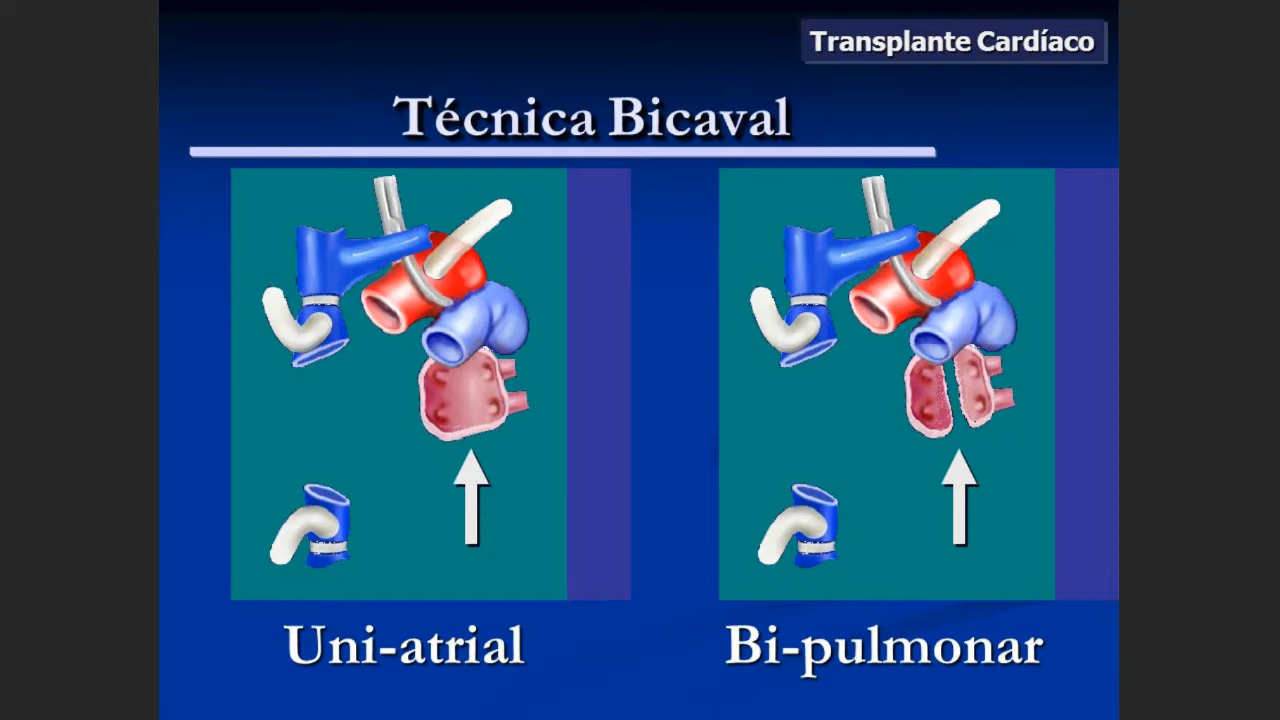 Transplante Cardíaco
Técnica Bicaval
Uni-atrial
Bi-pulmonar